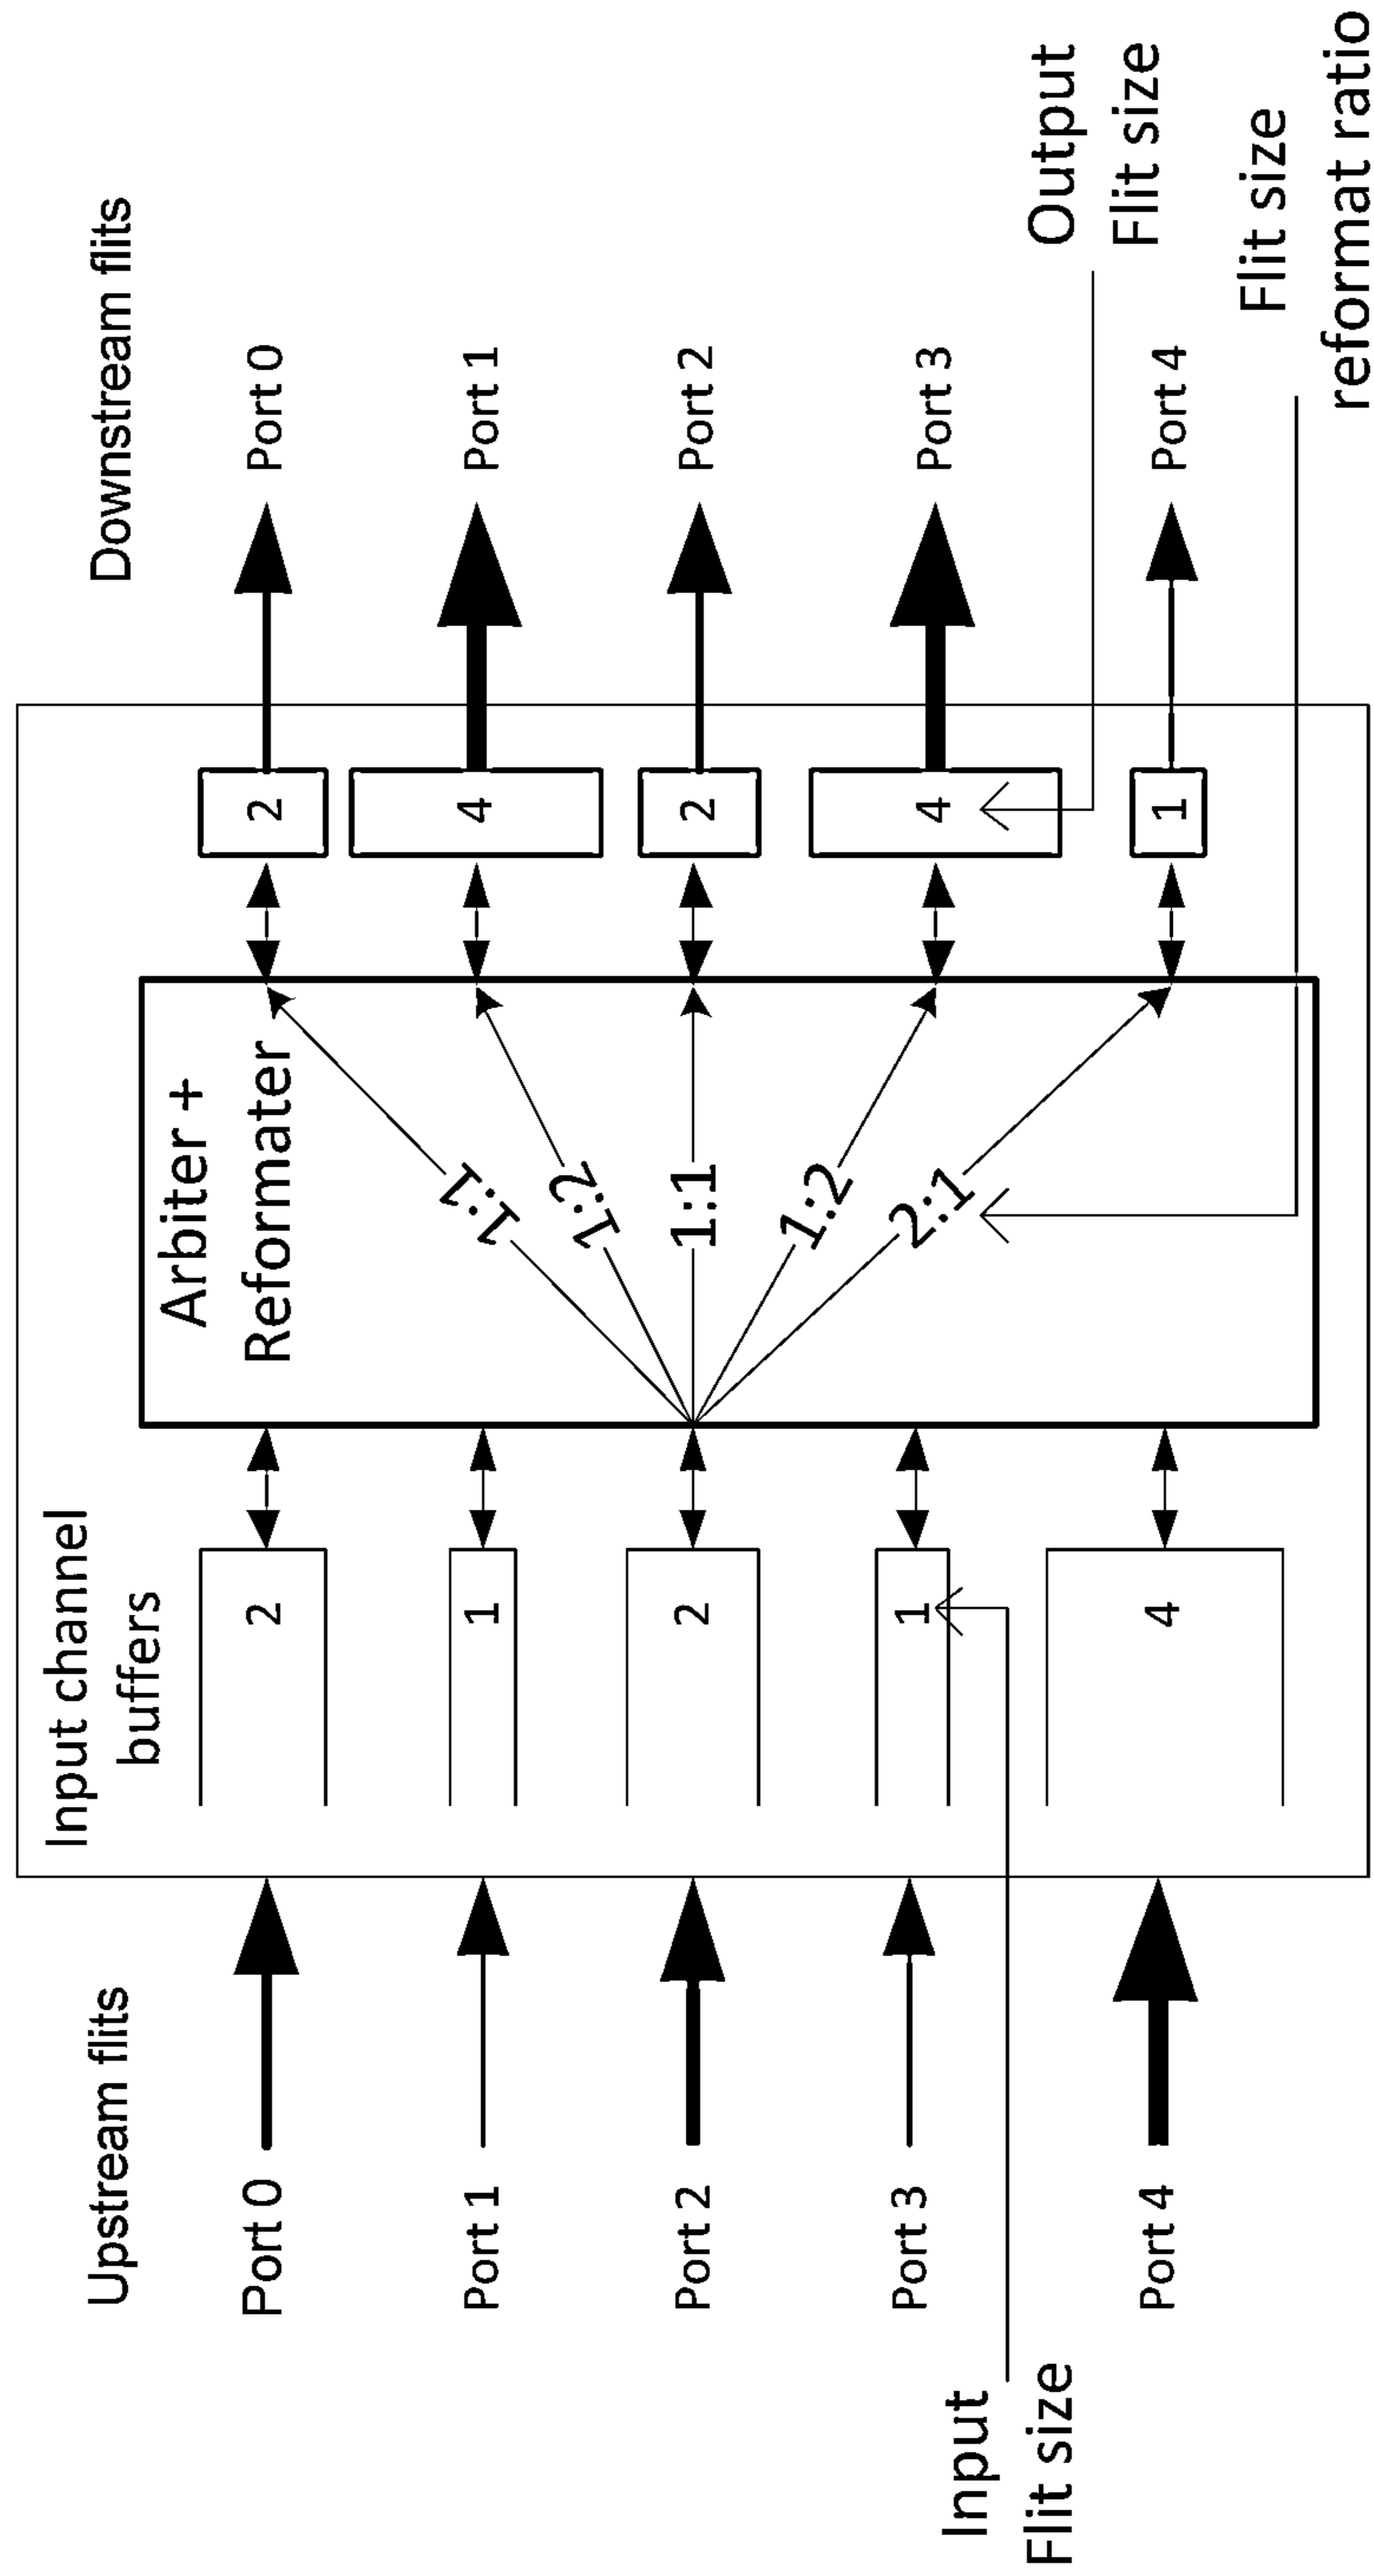 Upstream flits
Input channel
buffers
Arbiter +
Reformater
Downstream flits
Port 0
2
1:1
2
Port 0
Port 1
1
1:2
4
Port 1
Port 2
2
1:1
2
Port 2
Port 3
1
1:2
4
Port 3
Port 4
4
2:1
1
Port 4
Input
Flit size
Output
Flit size
Flit size
reformat ratio